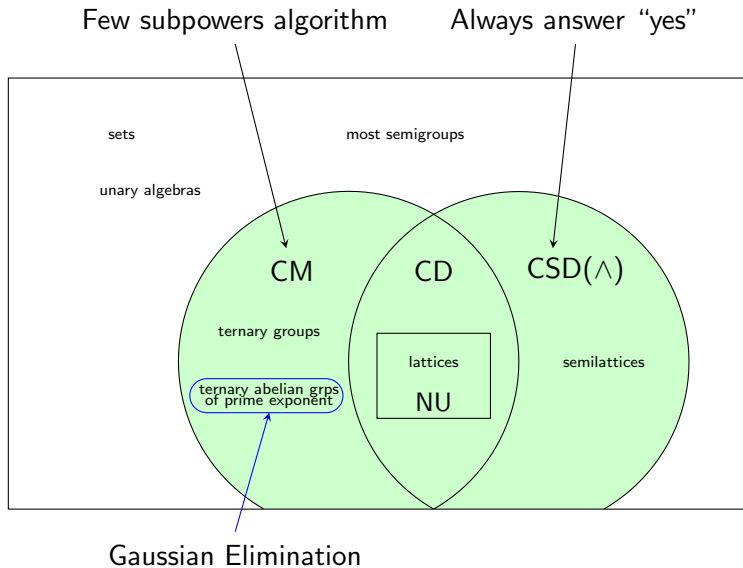 Few subpowers algorithm
Always answer “yes”
sets
most semigroups
unary algebras
CM
CD
CSD(∧)
ternary groups
lattices
semilattices
ternary abelian grps
of prime exponent
NU
Gaussian Elimination